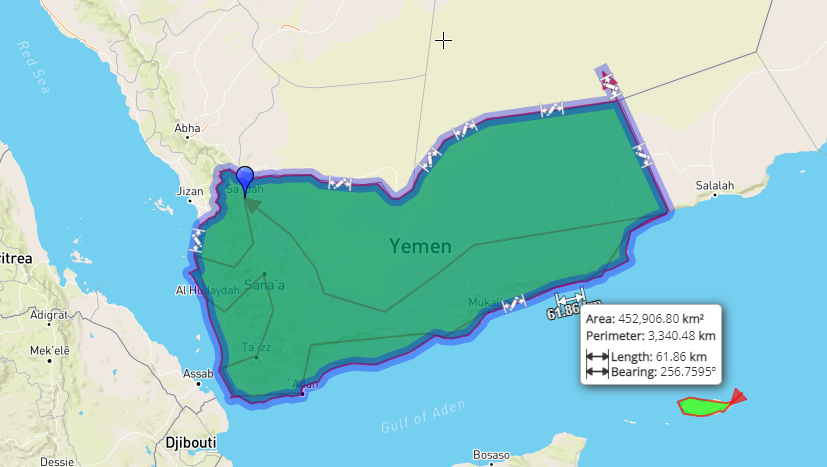 Red Sea
Abha
Jizan
Sa'dah
Salalah
Yemen
ritrea
Sana'a
Al Hudaydah
Mukalla
61.86 km
Adigrat
Ta'izz
Mek'elē
Assab
Adan
Gulf of Aden
Djibouti
Bosaso
Dessie
Area: 452,906.80 km²
Perimeter: 3,340.48 km
Length: 61.86 km
Bearing: 256.7595°